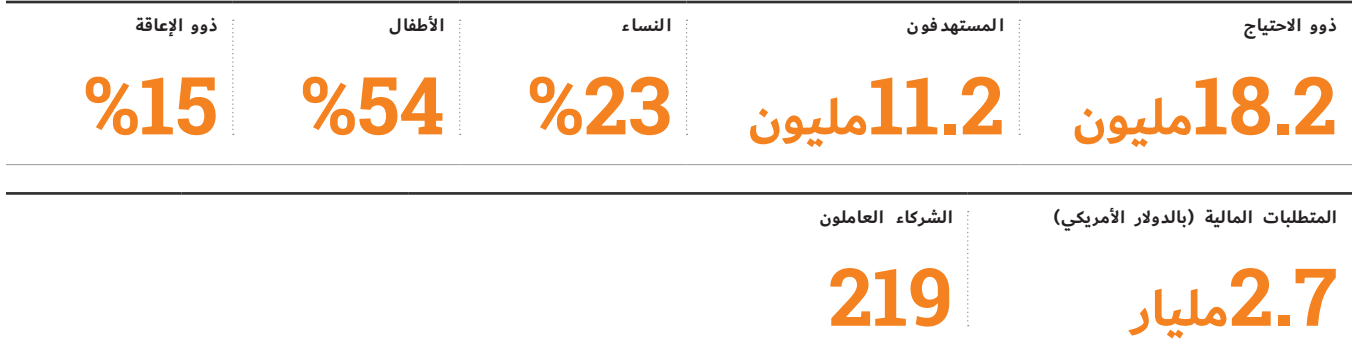 ذوو الاحتياج
18.2مليون
المستهدفون
11.2مليون
النساء
%23
الأطفال
%54
ذوو الإعاقة
%15
المتطلبات المالية (بالدولار الأمريكي)
2.7مليار
الشركاء العاملون
219